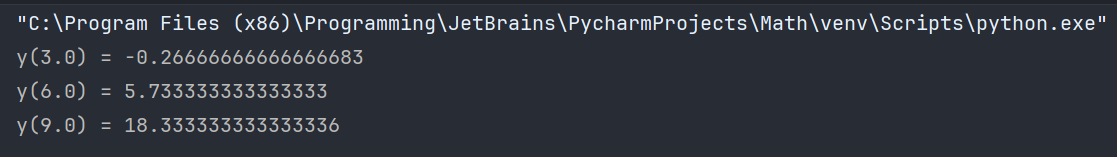 "C:\Program Files (x86)\Programming\JetBrains\PycharmProjects\Math\venv\Scripts\python.exe"
y(3.0) = -0.26666666666666683
y(6.0) = 5.733333333333333
y(9.0) = 18.333333333333336